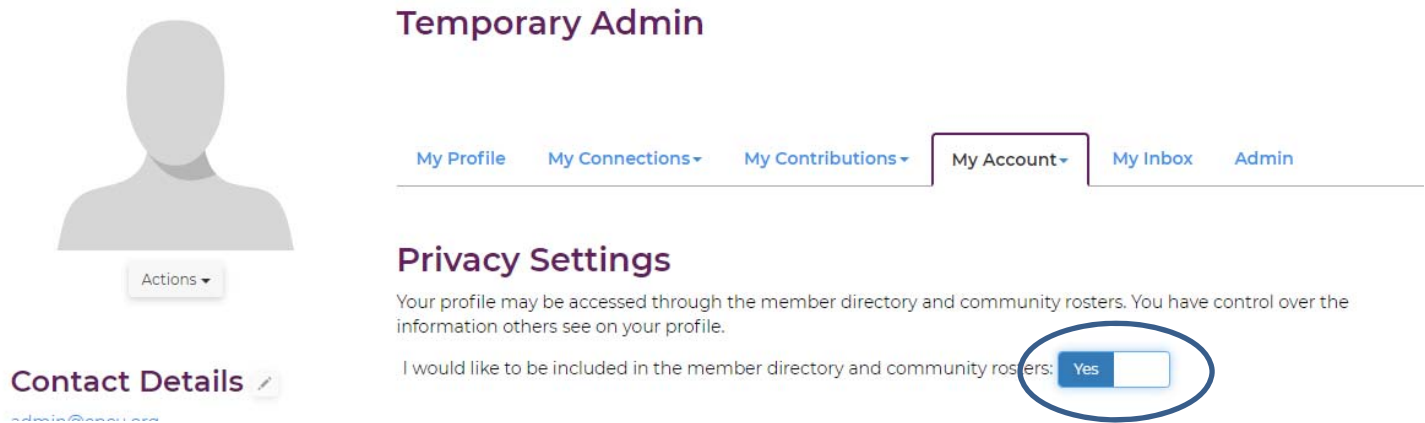 Temporary Admin
My Profile My Connections My Contributions My Account My Inbox Admin
Actions
Privacy Settings
Your profile may be accessed through the member directory and community rosters. You have control over the
information others see on your profile.
I would like to be included in the member directory and community rosters: Yes
Contact Details